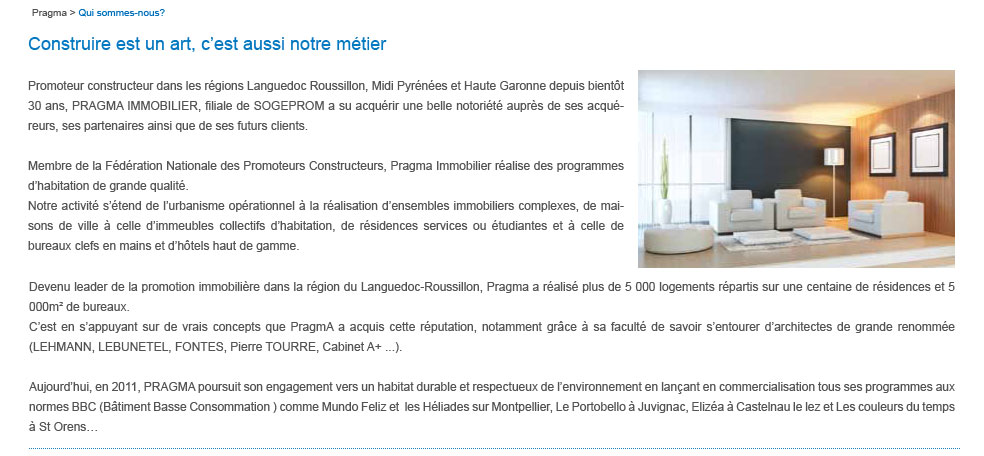 Pragma > Qui sommes-nous?
Construire est un art, c’est aussi notre métier
Promoteur constructeur dans les régions Languedoc Roussillon, Midi Pyrénées et Haute Garonne depuis bientôt
30 ans, PRAGMA IMMOBILIER, filiale de SOGEPROM a su acquérir une belle notoriété auprès de ses acqué-
reurs, ses partenaires ainsi que de ses futurs clients.
Membre de la Fédération Nationale des Promoteurs Constructeurs, Pragma Immobilier réalise des programmes
d’habitation de grande qualité.
Notre activité s’étend de l’urbanisme opérationnel à la réalisation d’ensembles immobiliers complexes, de mai-
sons de ville à celle d’immeubles collectifs d’habitation, de résidences services ou étudiantes et à celle de
bureaux clefs en mains et d’hôtels haut de gamme.
Devenu leader de la promotion immobilière dans la région du Languedoc-Roussillon, Pragma a réalisé plus de 5 000 logements répartis sur une centaine de résidences et 5
000m² de bureaux.
C’est en s’appuyant sur de vrais concepts que PragmA a acquis cette réputation, notamment grâce à sa faculté de savoir s’entourer d’architectes de grande renommée
(LEHMANN, LEBUNETEL, FONTES, Pierre TOURRE, Cabinet A+ ...).
Aujourd’hui, en 2011, PRAGMA poursuit son engagement vers un habitat durable et respectueux de l’environnement en lançant en commercialisation tous ses programmes aux
normes BBC (Bâtiment Basse Consommation ) comme Mundo Feliz et les Héliades sur Montpellier, Le Portobello à Juvignac, Elizéa à Castelnau le lez et Les couleurs du temps
à St Orens…